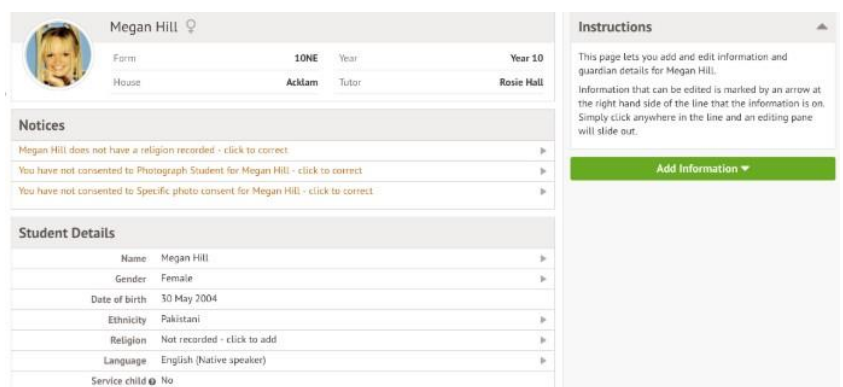 Megan Hill
Form 10NE Year Year 10
House Acklam Tutor Rosie Hall
Notices
Megan Hill does not have a religion recorded - click to correct
You have not consented to Photograph Student for Megan Hill - click to correct
You have not consented to Specific photo consent for Megan Hill - click to correct
Student Details
Name Megan Hill
Gender Female
Date of birth 30 May 2004
Ethnicity Pakistani
Religion Not recorded - click to add
Language English (Native speaker)
Service child No
Instructions
This page lets you add and edit information and
guardian details for Megan Hill.
Information that can be edited is marked by an arrow at
the right hand side of the line that the information is on.
Simply click anywhere in the line and an editing pane
will slide out.
Add Information